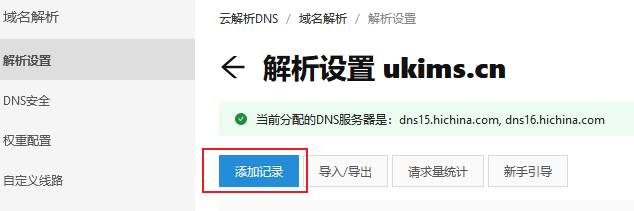 域名解析
解析设置
DNS安全
权重配置
自定义线路
云解析DNS / 域名解析 / 解析设置
← 解析设置 ukims.cn
当前分配的DNS服务器是：dns15.hichina.com, dns16.hichina.com
添加记录 导入/导出 请求量统计 新手引导